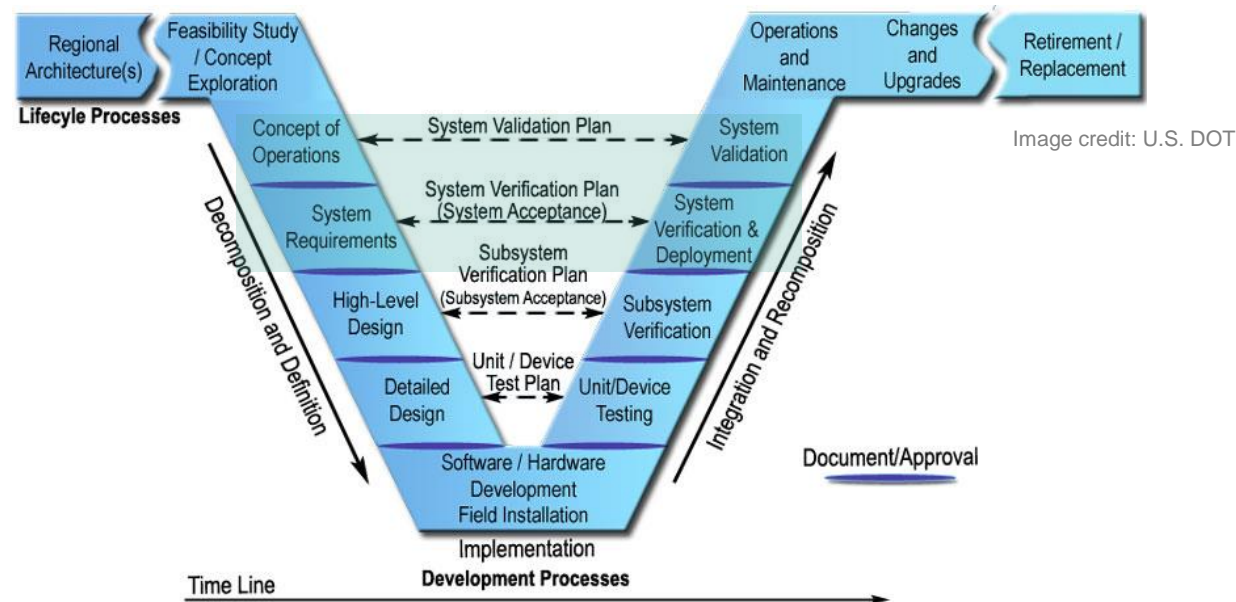 Regional
Architecture(s)
Feasibility Study
/ Concept
Exploration
Operations
and
Maintenance
Changes
and
Upgrades
Retirement /
Replacement
Lifecyle Processes
Image credit: U.S. DOT
Concept of
Operations
System Validation Plan
System
Validation
System
Requirements
System Verification Plan
(System Acceptance)
System
Verification &
Deployment
Decomposition and Definition
High-Level
Design
Subsystem
Verification Plan
(Subsystem Acceptance)
Subsystem
Verification
Integration and Recomposition
Detailed
Design
Unit / Device
Test Plan
Unit/Device
Testing
Software / Hardware
Development
Field Installation
Document/Approval
Implementation
Development Processes
Time Line